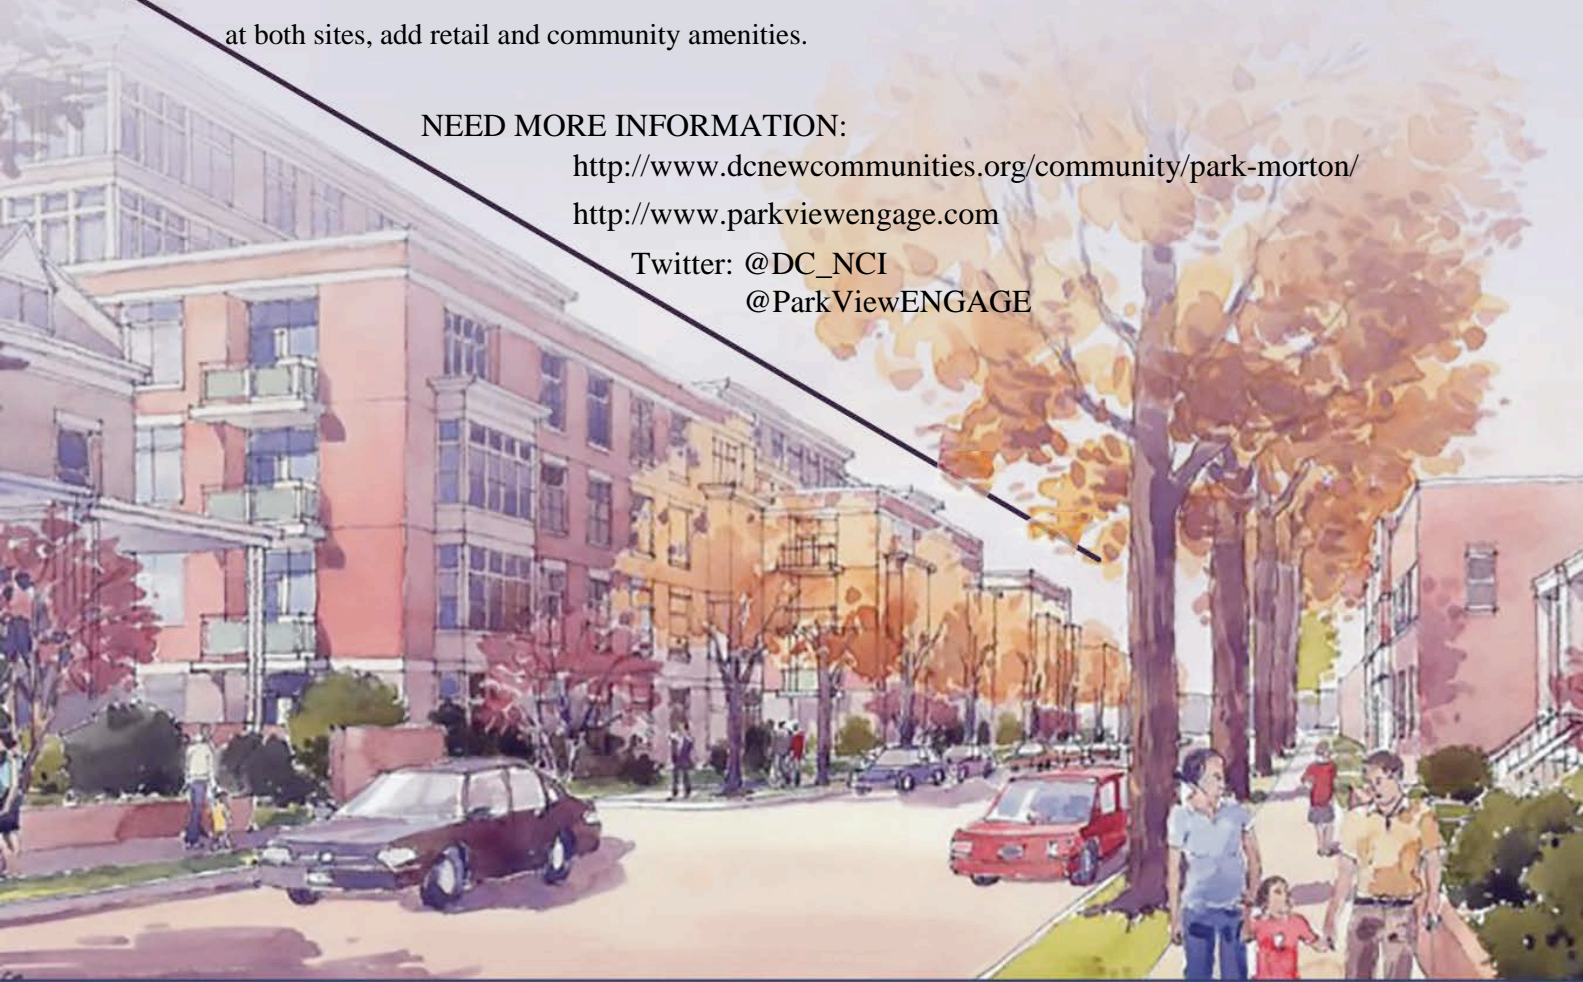 at both sites, add retail and community amenities.
NEED MORE INFORMATION:
http://www.dcnewcommunities.org/community/park-morton/
http://www.parkviewengage.com
Twitter: @DC_NCI
@ParkViewENGAGE